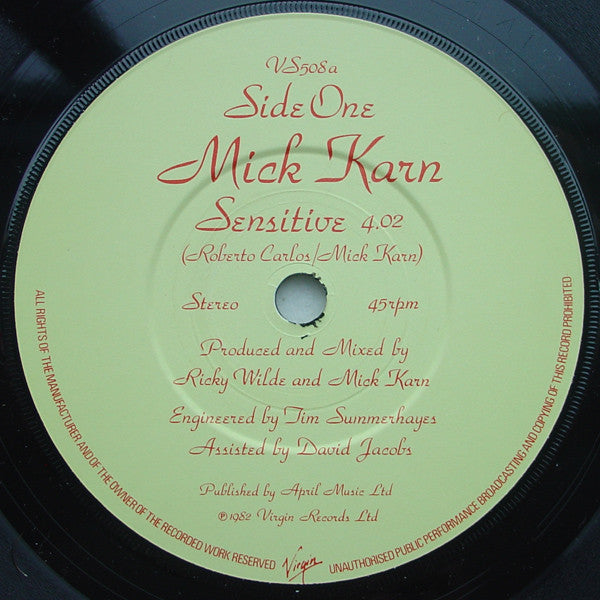 VS508a
Side One
Mick Karn
Sensitive 4.02
(Roberto Carlos/Mick Karn)
Stereo 45rpm
Produced and Mixed by
Ricky Wilde and Mick Karn
Engineered by Tim Summerhayes
Assisted by David Jacobs
Published by April Music Ltd
℗ 1982 Virgin Records Ltd
ALL RIGHTS OF THE MANUFACTURER AND OF THE OWNER OF THE RECORDED WORK RESERVED Virgin UNAUTHORISED PUBLIC PERFORMANCE BROADCASTING AND COPYING OF THIS RECORD PROHIBITED